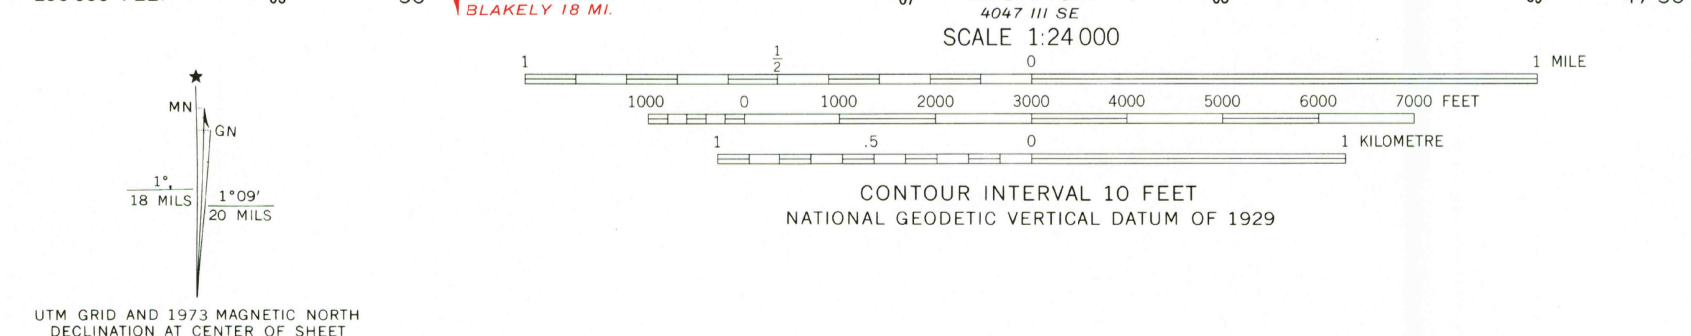 BLAKELY 18 MI.
4047 III SE
SCALE 1:24 000
1 1/2 0 1 MILE
1000 0 1000 2000 3000 4000 5000 6000 7000 FEET
1 .5 0 1 KILOMETRE
CONTOUR INTERVAL 10 FEET
NATIONAL GEODETIC VERTICAL DATUM OF 1929
★
MN
GN
1°
18 MILS
1°09'
20 MILS
UTM GRID AND 1973 MAGNETIC NORTH
DECLINATION AT CENTER OF SHEET